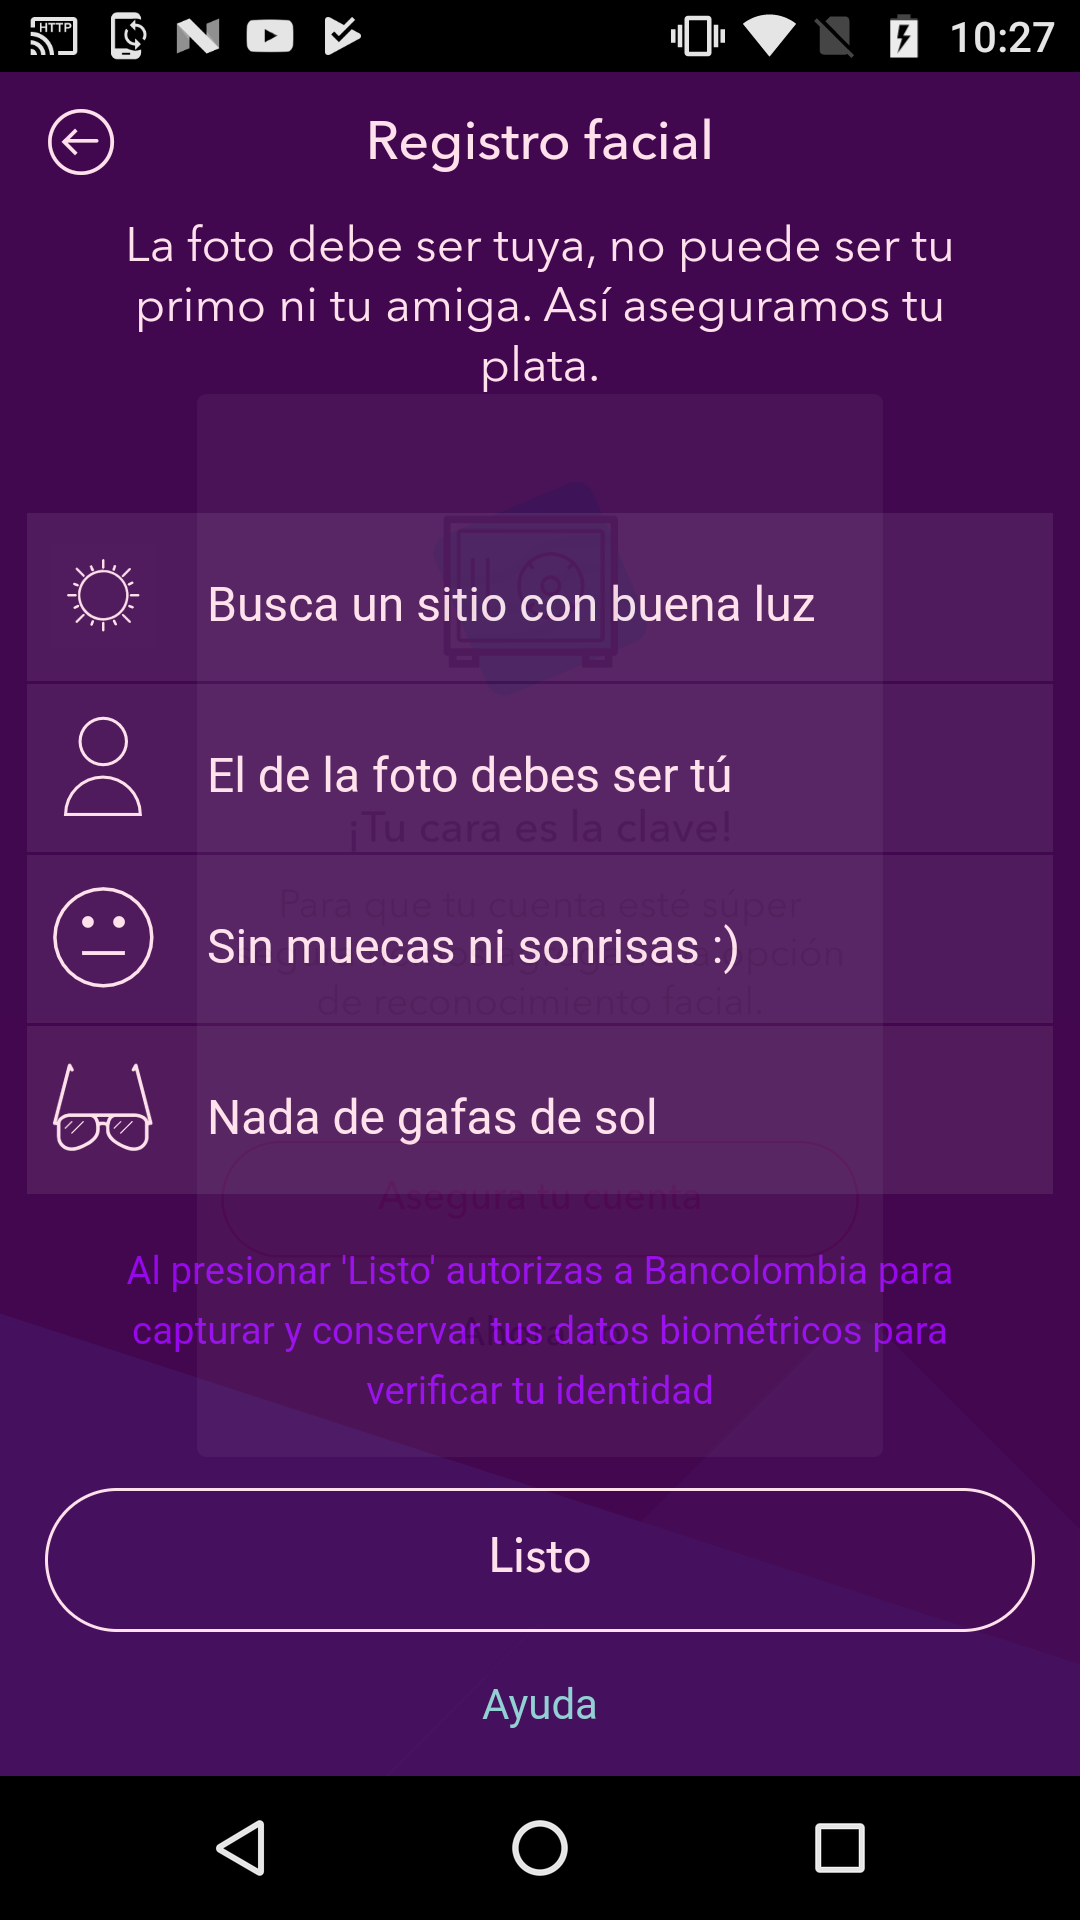 HTTP
10:27
Registro facial
La foto debe ser tuya, no puede ser tu
primo ni tu amiga. Así aseguramos tu
plata.
Busca un sitio con buena luz
El de la foto debes ser tú
¡Tu cara es la clave!
Para que tu cuenta esté súper
Sin muecas ni sonrisas :)
opción
de reconocimiento facial.
Nada de gafas de sol
Asegura tu cuenta
Al presionar 'Listo' autorizas a Bancolombia para
capturar y conservar tus datos biométricos para
verificar tu identidad
Listo
Ayuda